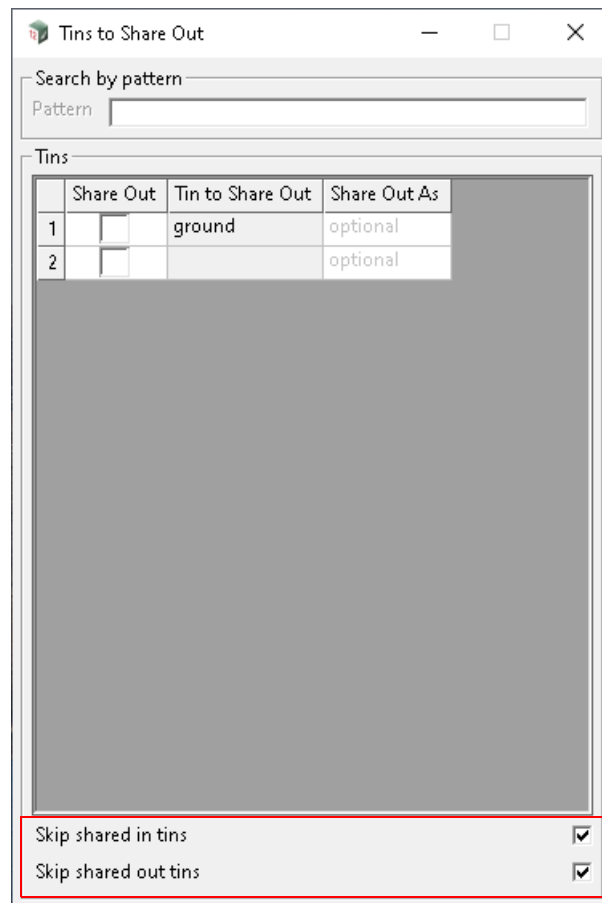 Tins to Share Out
Search by pattern
Pattern
Tins
Share Out Tin to Share Out Share Out As
1 ground optional
2 optional
Skip shared in tins
Skip shared out tins